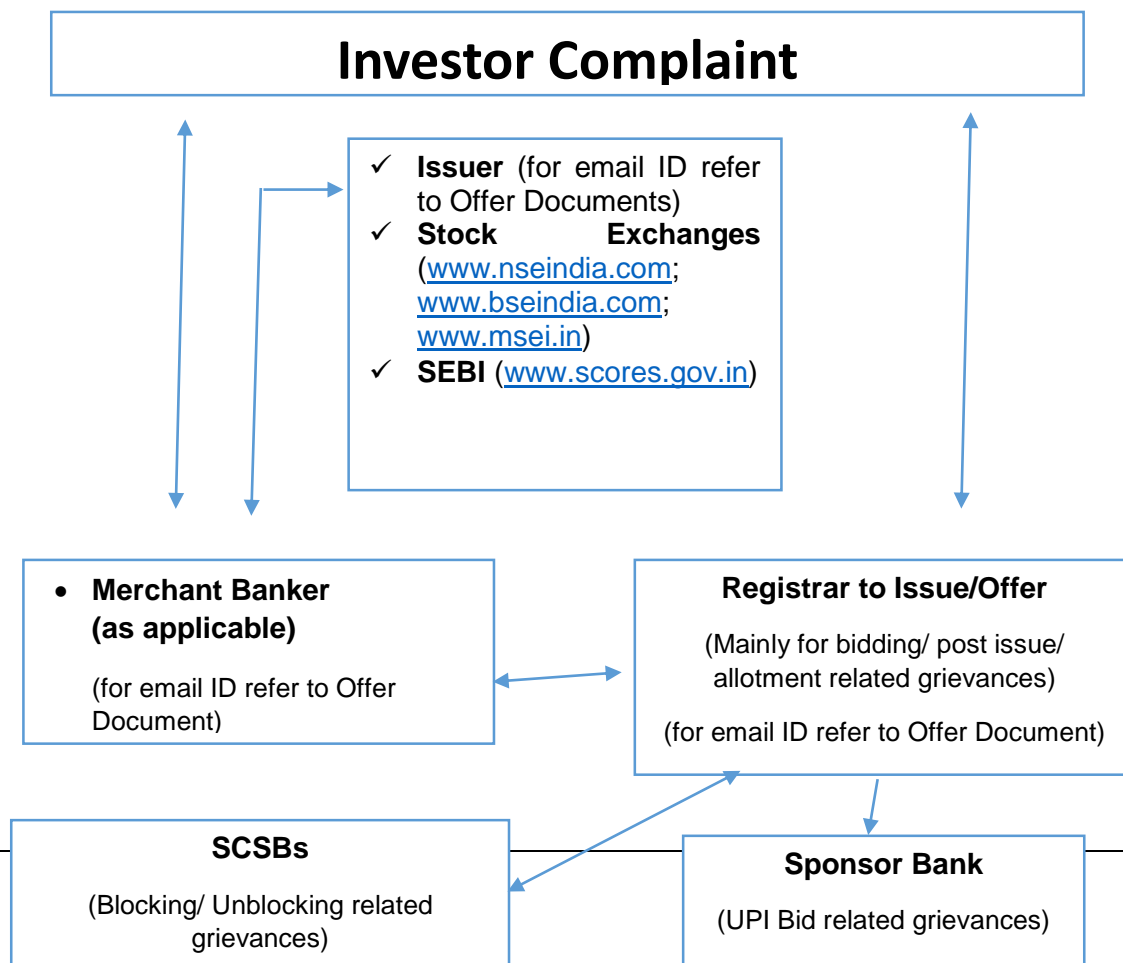 Investor Complaint
✓ Issuer (for email ID refer
to Offer Documents)
✓ Stock Exchanges
(www.nseindia.com;
www.bseindia.com;
www.msei.in)
✓ SEBI (www.scores.gov.in)
• Merchant Banker
(as applicable)
(for email ID refer to Offer
Document)
Registrar to Issue/Offer
(Mainly for bidding/ post issue/
allotment related grievances)
(for email ID refer to Offer Document)
SCSBs
(Blocking/ Unblocking related
grievances)
Sponsor Bank
(UPI Bid related grievances)